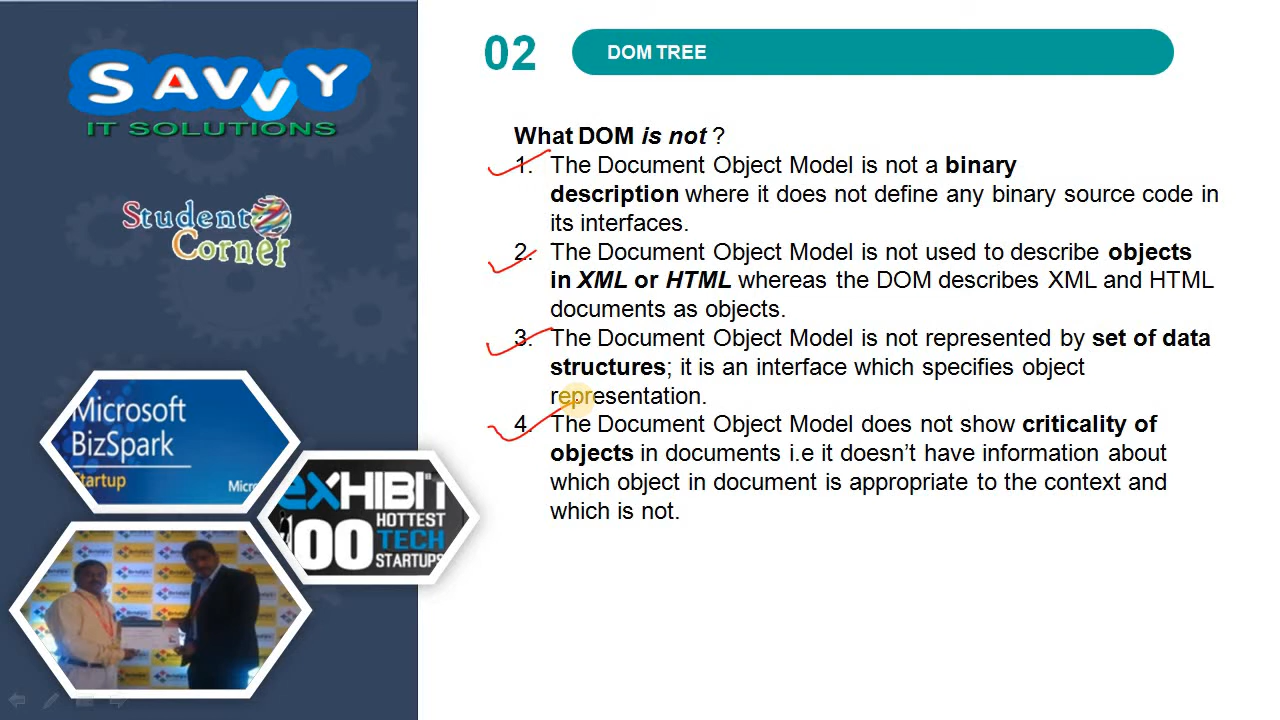 SAVVY
IT SOLUTIONS
Student
Corner
Microsoft
BizSpark
Startup
Micro
eXHIBIT
100
HOTTEST
TECH
STARTUPS
02
DOM TREE
What DOM is not ?
1. The Document Object Model is not a binary
description where it does not define any binary source code in
its interfaces.
2. The Document Object Model is not used to describe objects
in XML or HTML whereas the DOM describes XML and HTML
documents as objects.
3. The Document Object Model is not represented by set of data
structures; it is an interface which specifies object
representation.
4. The Document Object Model does not show criticality of
objects in documents i.e it doesn’t have information about
which object in document is appropriate to the context and
which is not.